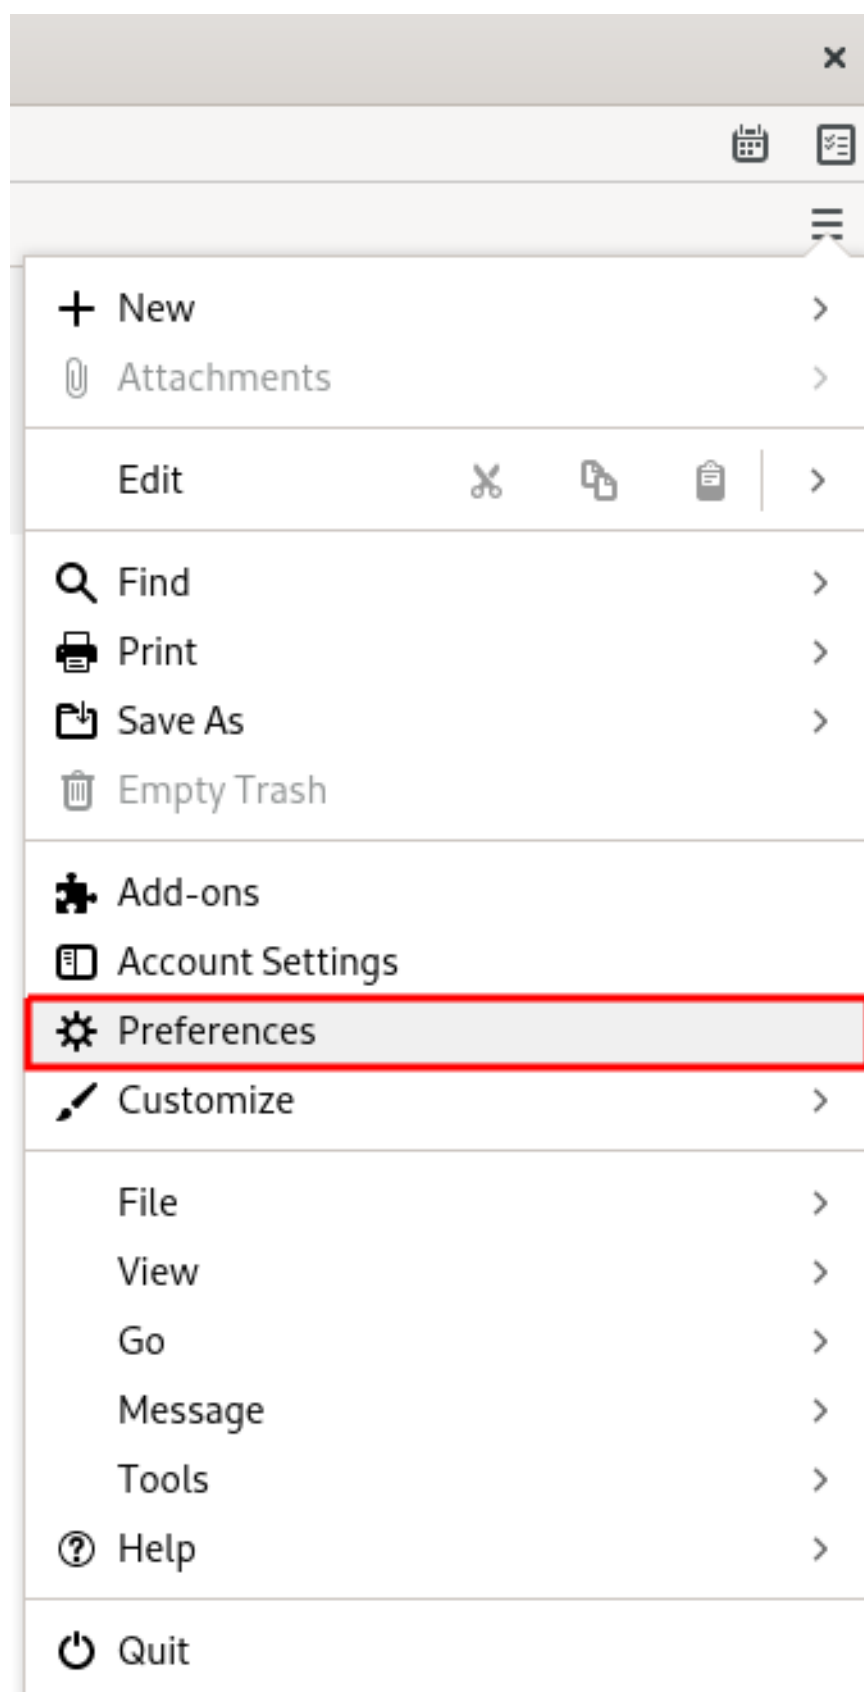 New
Attachments
Edit
Find
Print
Save As
Empty Trash
Add-ons
Account Settings
Preferences
Customize
File
View
Go
Message
Tools
Help
Quit